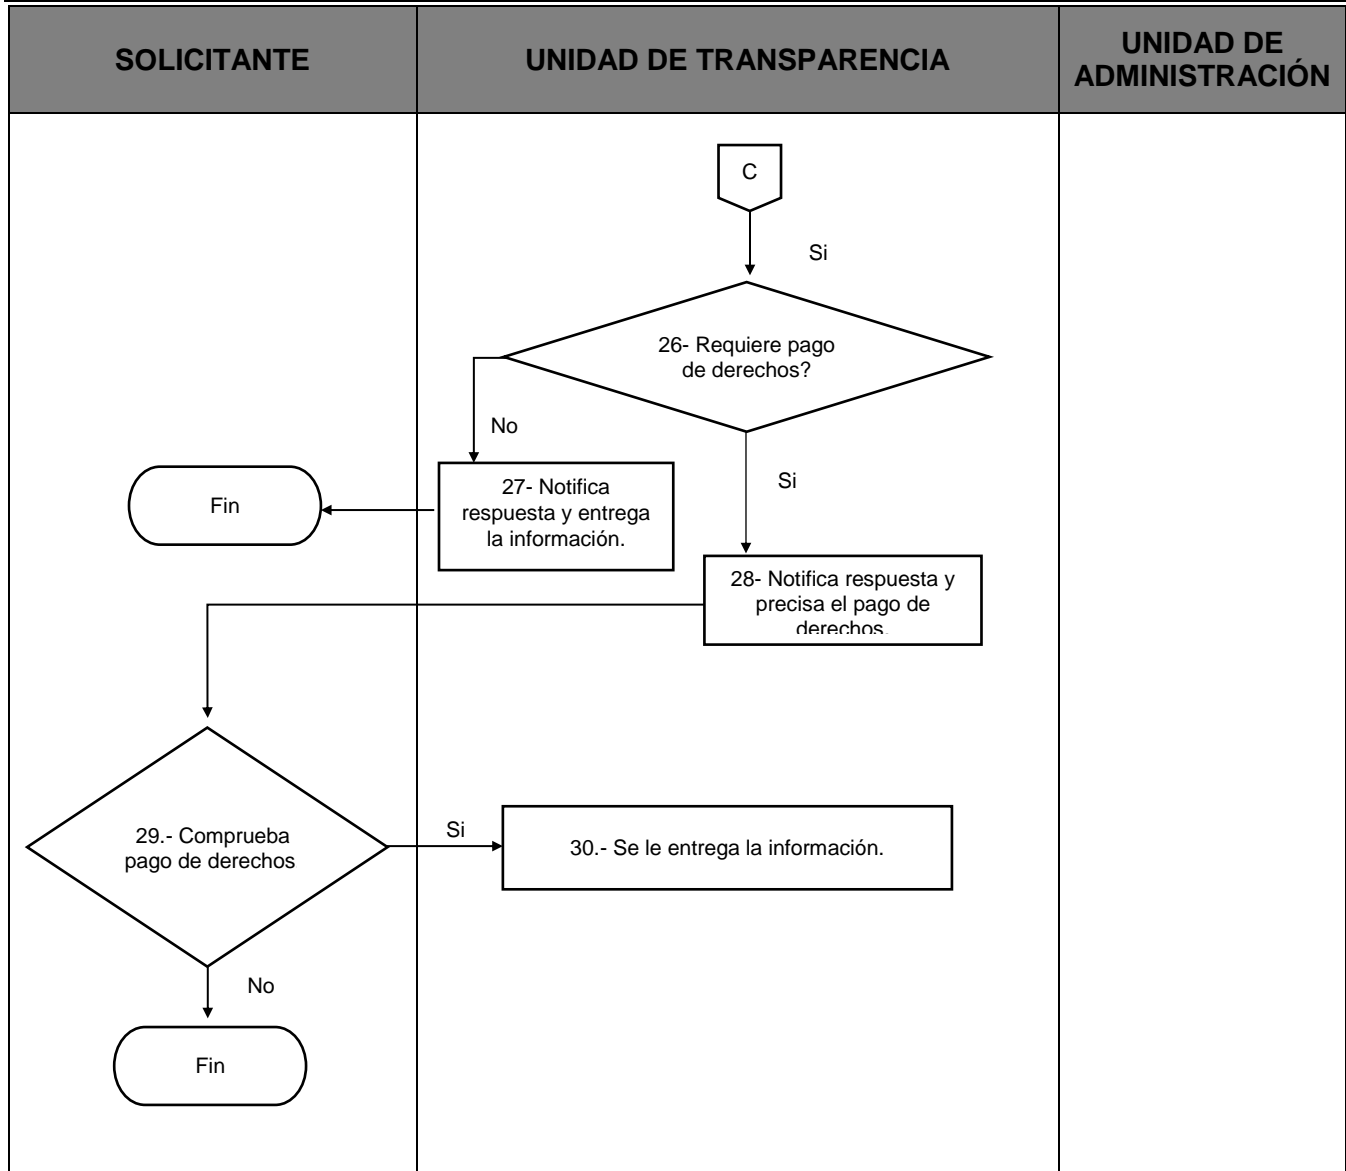 SOLICITANTE
UNIDAD DE TRANSPARENCIA
UNIDAD DE
ADMINISTRACIÓN
C
Si
26- Requiere pago
de derechos?
No
Si
27- Notifica
respuesta y entrega
la información.
Fin
28- Notifica respuesta y
precisa el pago de
derechos.
29.- Comprueba
pago de derechos
Si
30.- Se le entrega la información.
No
Fin